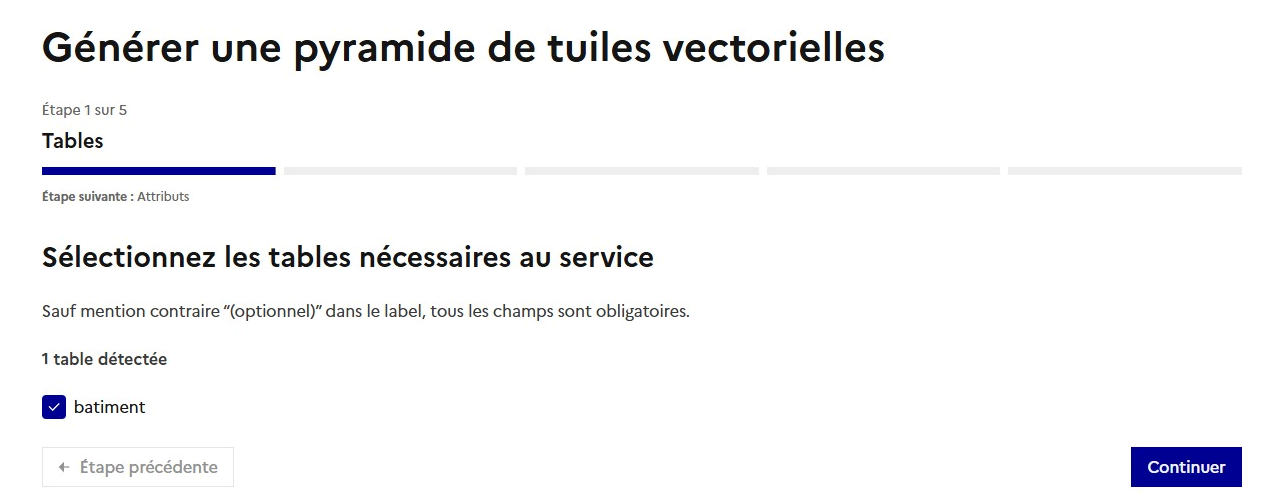 Générer une pyramide de tuiles vectorielles
Étape 1 sur 5
Tables
Étape suivante : Attributs
Sélectionnez les tables nécessaires au service
Sauf mention contraire “(optionnel)” dans le label, tous les champs sont obligatoires.
1 table détectée
batiment
Étape précédente
Continuer